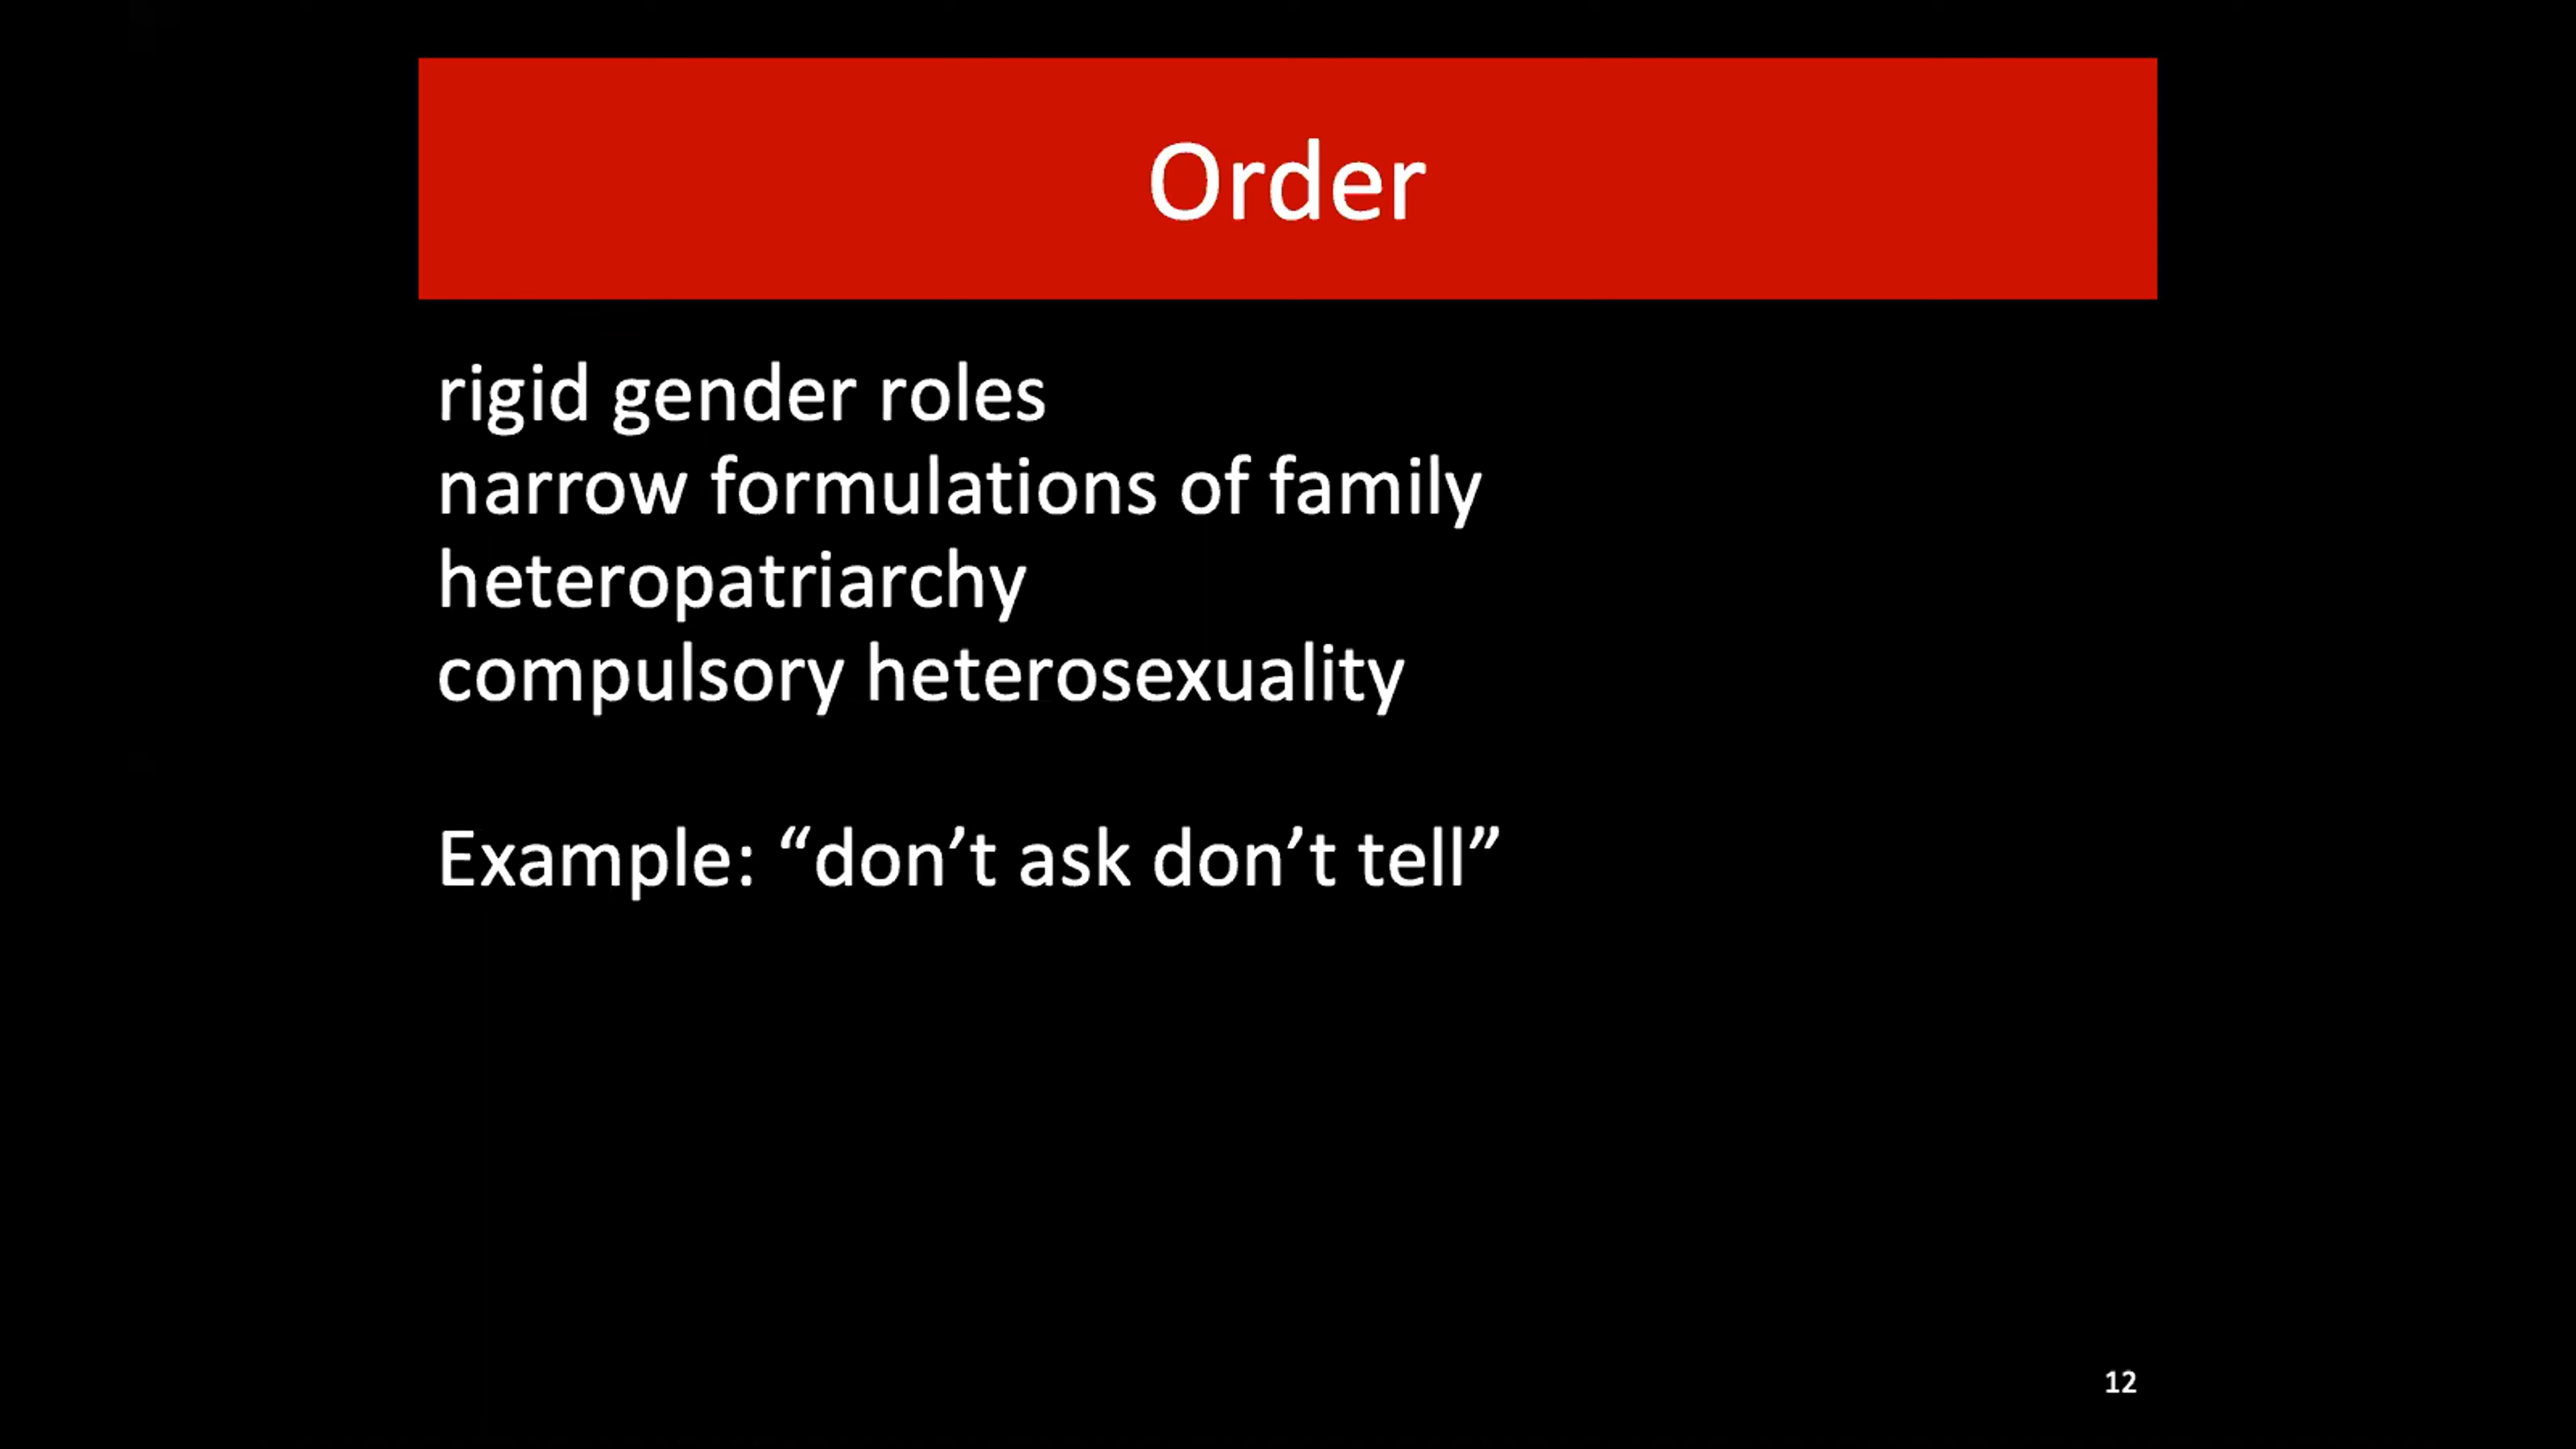 Order
rigid gender roles
narrow formulations of family
heteropatriarchy
compulsory heterosexuality
Example: “don’t ask don’t tell”
12